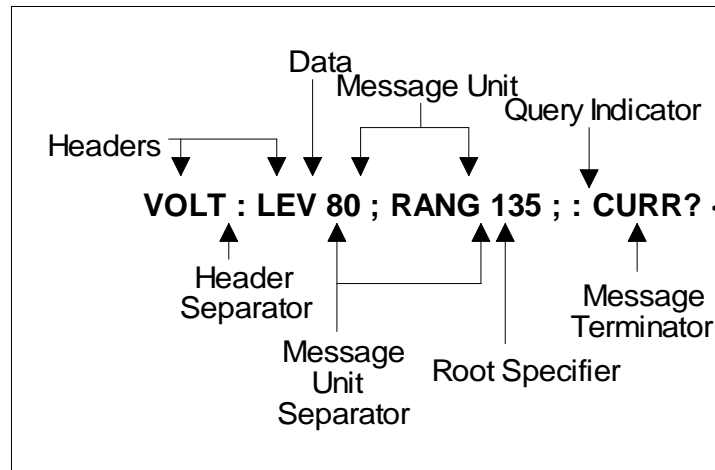 Data
Message Unit
Query Indicator
Headers
VOLT : LEV 80 ; RANG 135 ; : CURR?
Header
Separator
Message
Unit
Separator
Root Specifier
Message
Terminator